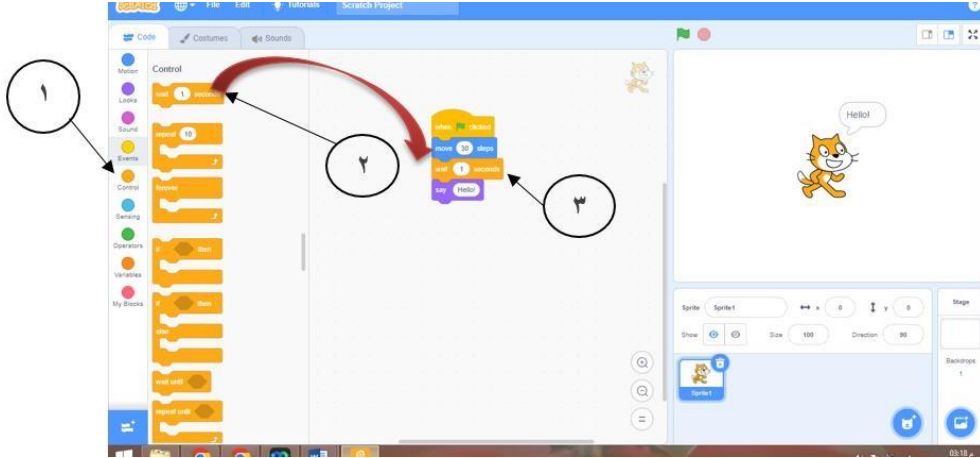 SCRATCH File Edit Tutorials Scratch Project
Code Costumes Sounds
Motion
Looks
Sound
Events
Control
Sensing
Operators
Variables
My Blocks
Control
wait 1 seconds
repeat 10
forever
if then
if then
else
wait until
repeat until
١
٢
٣
when clicked
move 30 steps
wait 1 seconds
say Hello!
Hello!
Sprite Sprite1 x 0 y 0
Show Size 100 Direction 90
Sprite1
Stage
Backdrops
1
03:18 م